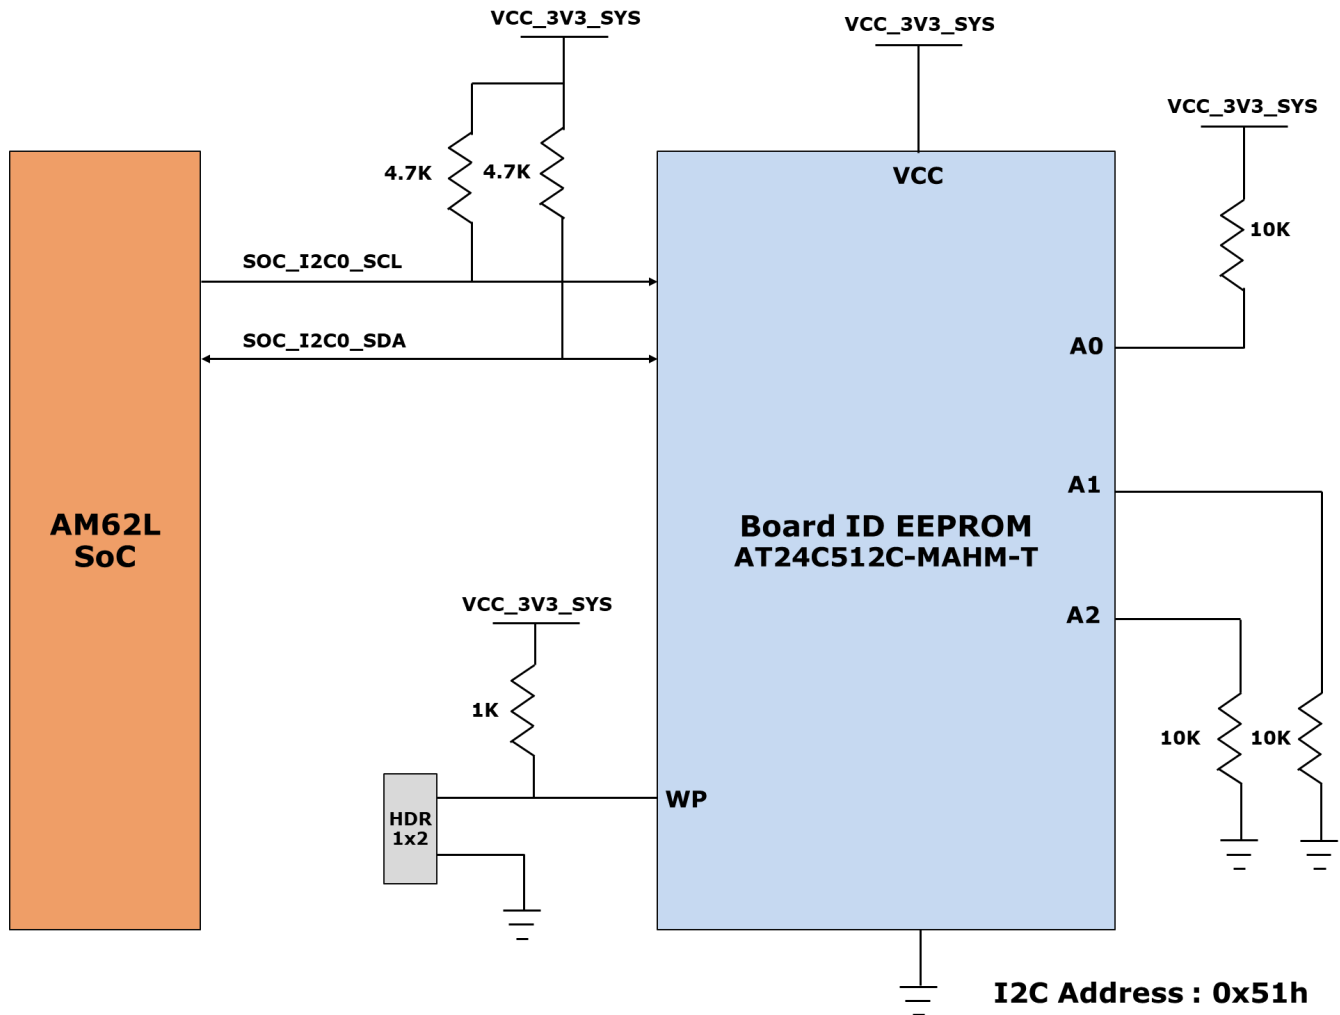 VCC_3V3_SYS
VCC_3V3_SYS
VCC_3V3_SYS
4.7K
4.7K
VCC
10K
SOC_I2C0_SCL
SOC_I2C0_SDA
A0
A1
AM62L
SoC
Board ID EEPROM
AT24C512C-MAHM-T
VCC_3V3_SYS
A2
1K
10K
10K
WP
HDR
1x2
I2C Address : 0x51h